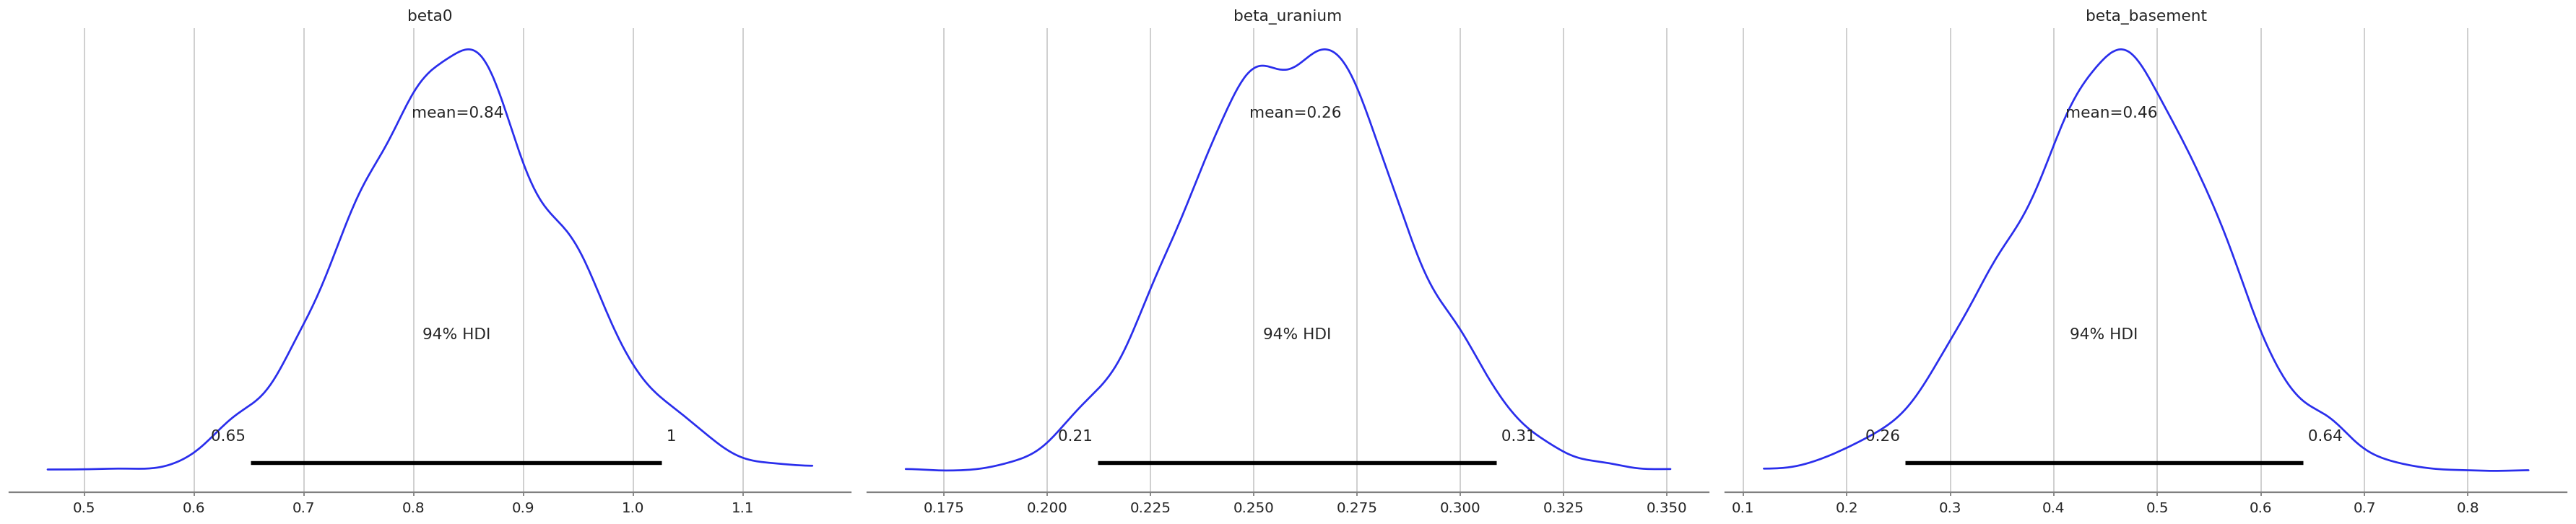 beta0
mean=0.84
94% HDI
0.65 1
0.5 0.6 0.7 0.8 0.9 1.0 1.1
beta_uranium
mean=0.26
94% HDI
0.21 0.31
0.175 0.200 0.225 0.250 0.275 0.300 0.325 0.350
beta_basement
mean=0.46
94% HDI
0.26 0.64
0.1 0.2 0.3 0.4 0.5 0.6 0.7 0.8